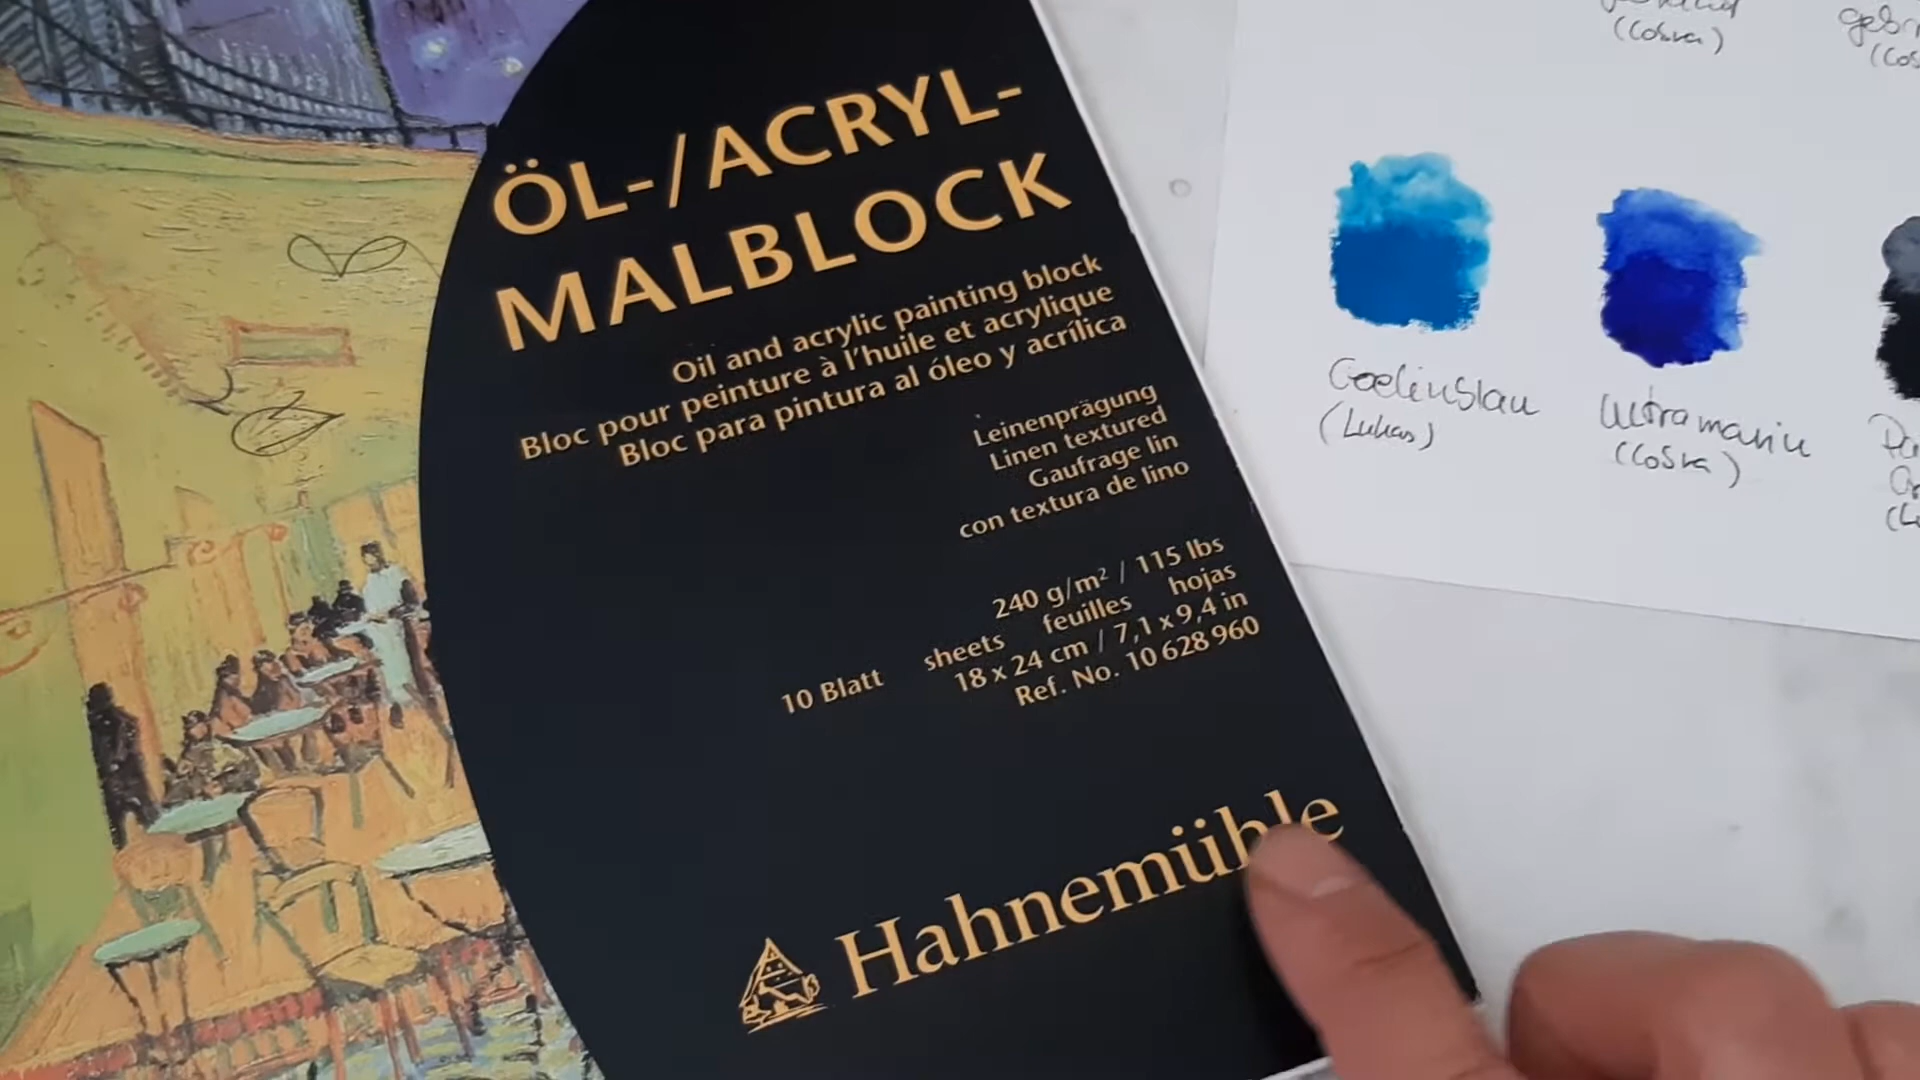 ÖL-/ACRYL-
MALBLOCK
Oil and acrylic painting block
Bloc pour peinture à l'huile et acrylique
Bloc para pintura al óleo y acrílica
Leinenprägung
Linen textured
Gaufrage lin
con textura de lino
240 g/m² / 115 lbs
10 Blatt sheets feuilles hojas
18 x 24 cm / 7,1 x 9,4 in
Ref. No. 10 628 960
Hahnemühle
(Cosra)
Coelinblau
(Lukas)
Ultramarin
(Cosra)